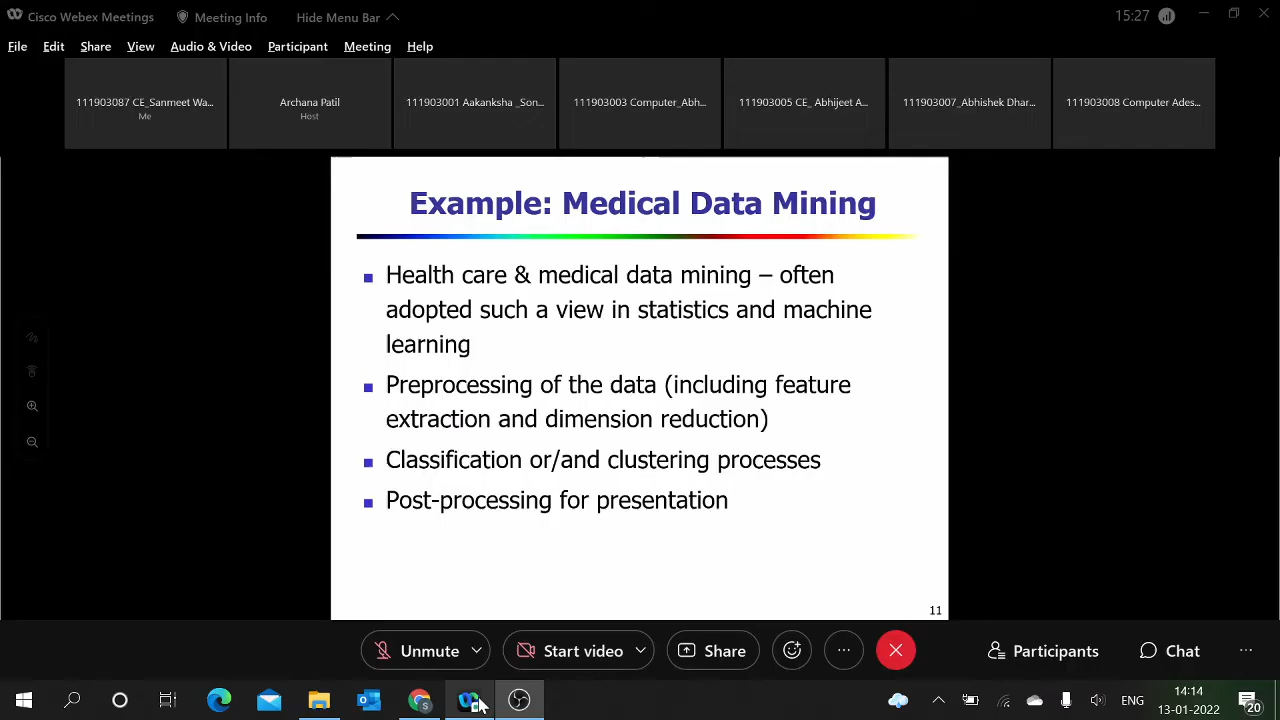 Cisco Webex Meetings
Meeting Info
Hide Menu Bar
15:27
File Edit Share View Audio & Video Participant Meeting Help
111903087 CE_Sanmeet Wa...
Me
Archana Patil
Host
111903001 Aakanksha _Son...
111903003 Computer_Abh...
111903005 CE_ Abhijeet A...
111903007_Abhishek Dhar...
111903008 Computer Ades...
Example: Medical Data Mining
Health care & medical data mining – often
adopted such a view in statistics and machine
learning
Preprocessing of the data (including feature
extraction and dimension reduction)
Classification or/and clustering processes
Post-processing for presentation
11
Unmute
Start video
Share
Participants
Chat
S
ENG
14:14
13-01-2022
20